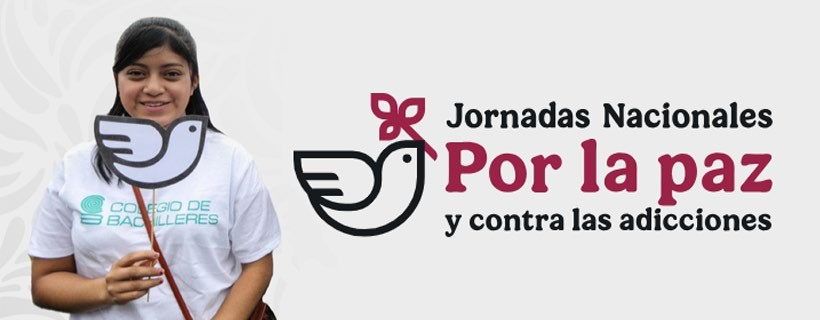 COLEGIO DE
BACHILLERES
Jornadas Nacionales
Por la paz
y contra las adicciones